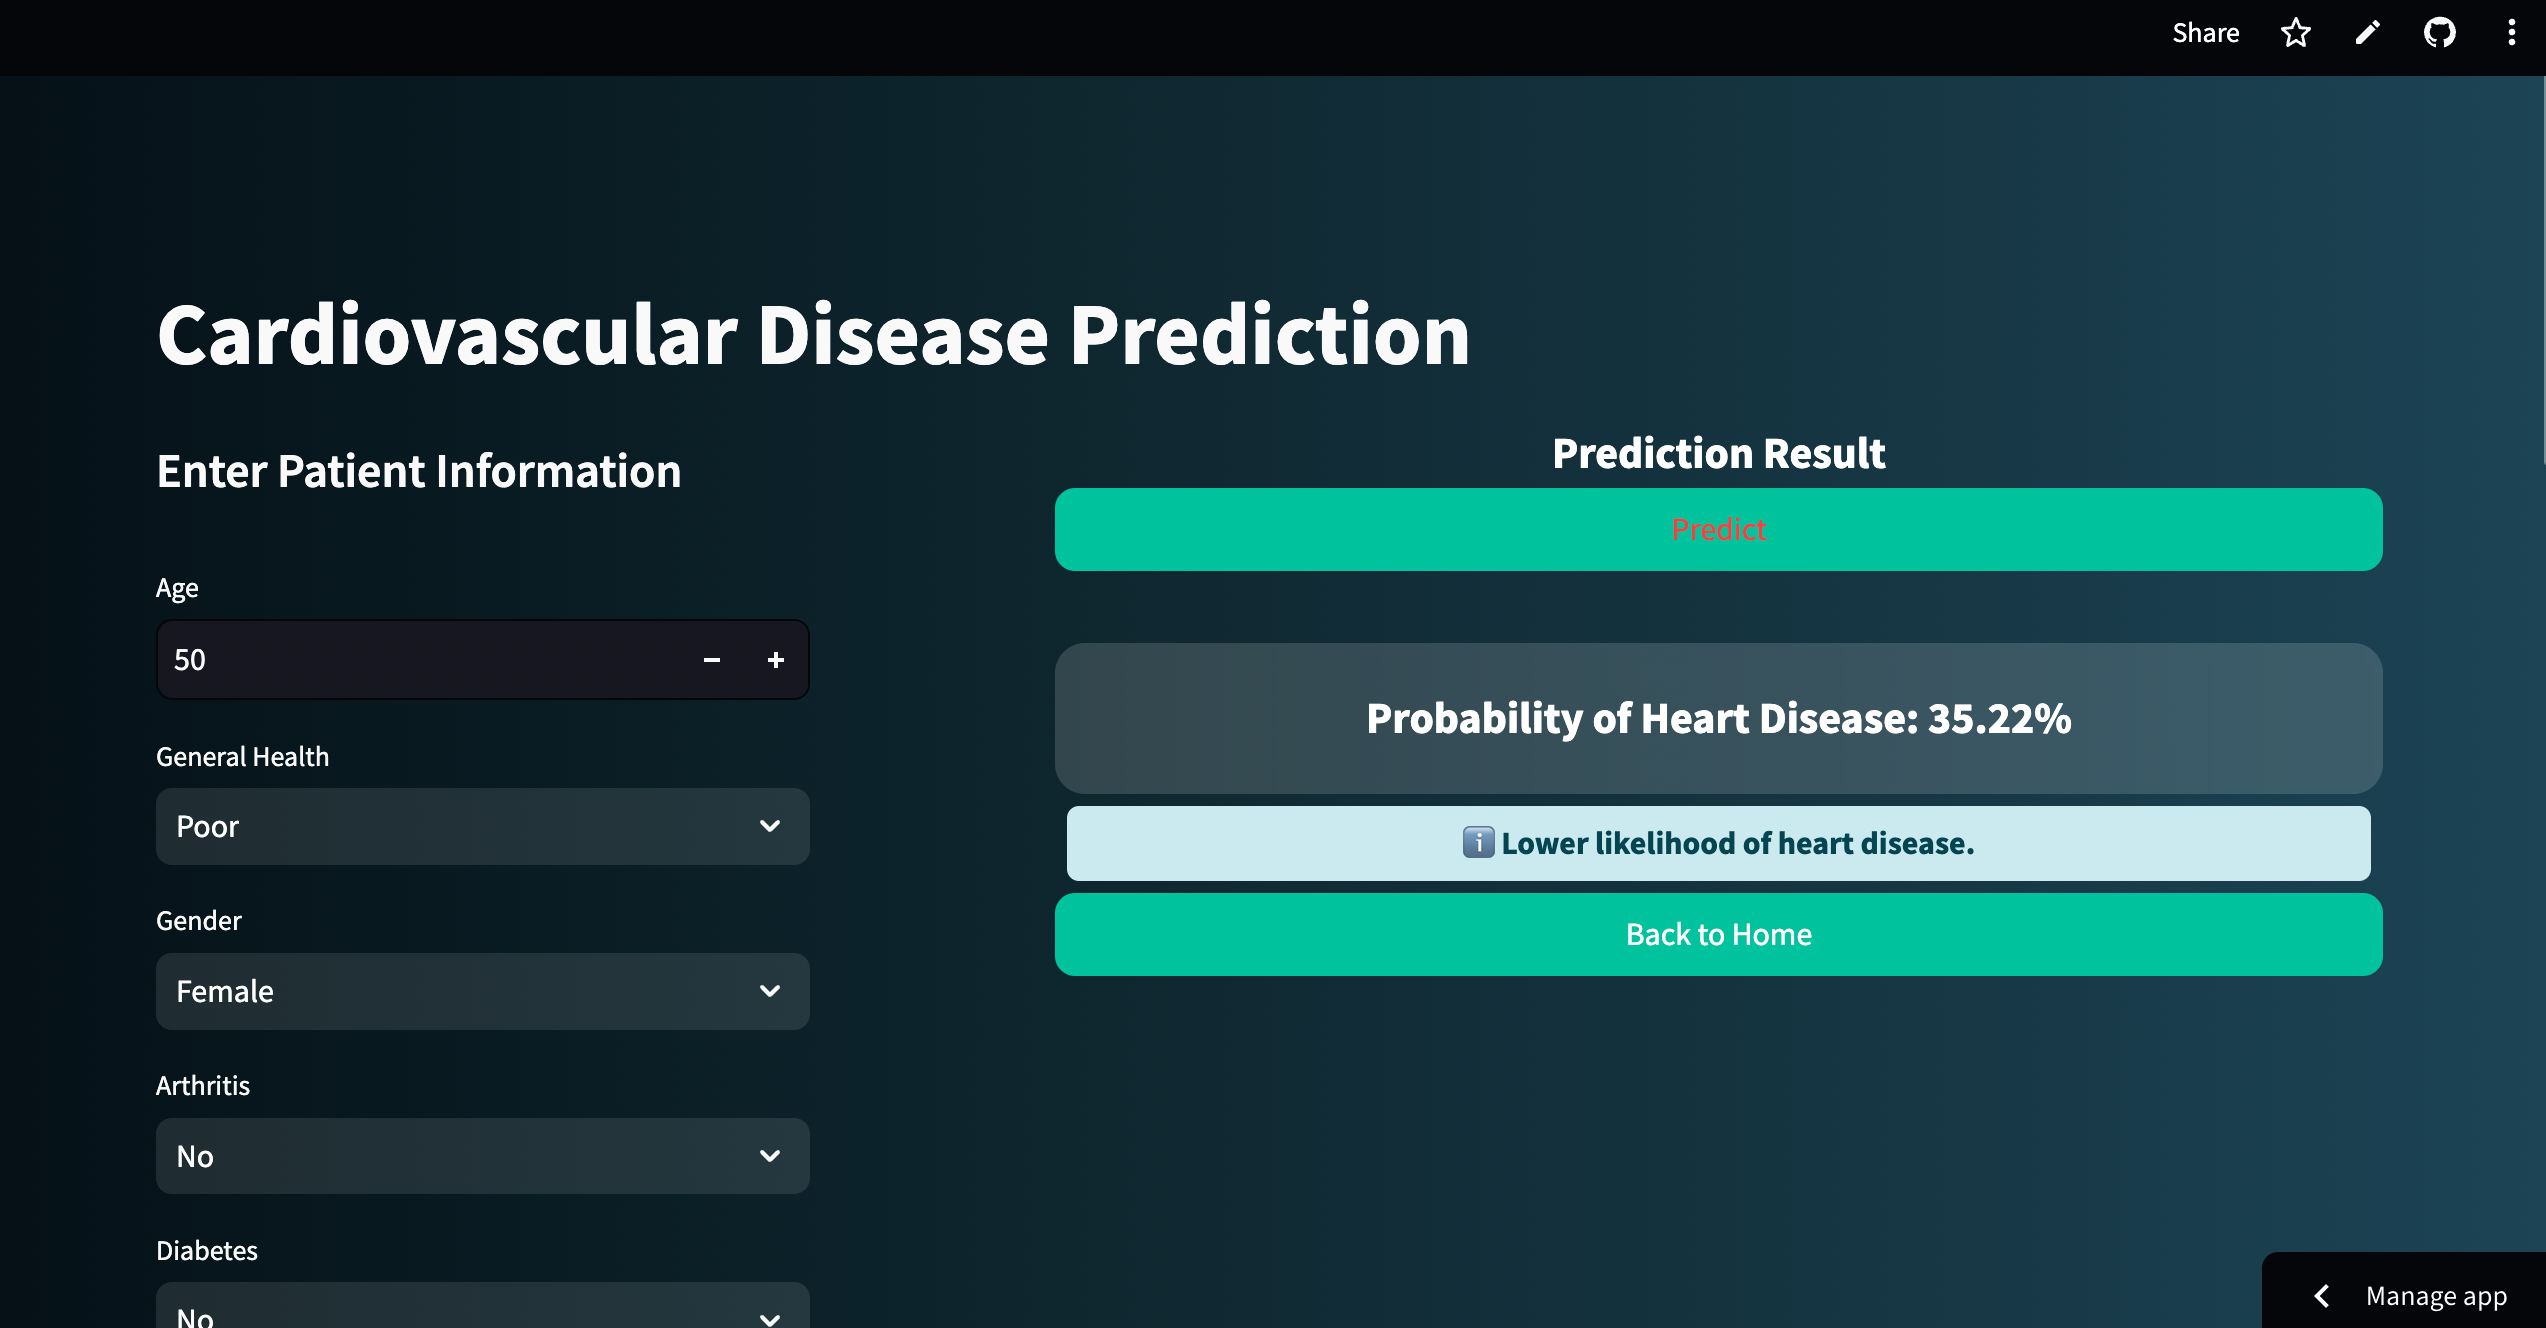 Share
Cardiovascular Disease Prediction
Enter Patient Information
Age
50
General Health
Poor
Gender
Female
Arthritis
No
Diabetes
No
Prediction Result
Predict
Probability of Heart Disease: 35.22%
ℹ️ Lower likelihood of heart disease.
Back to Home
Manage app